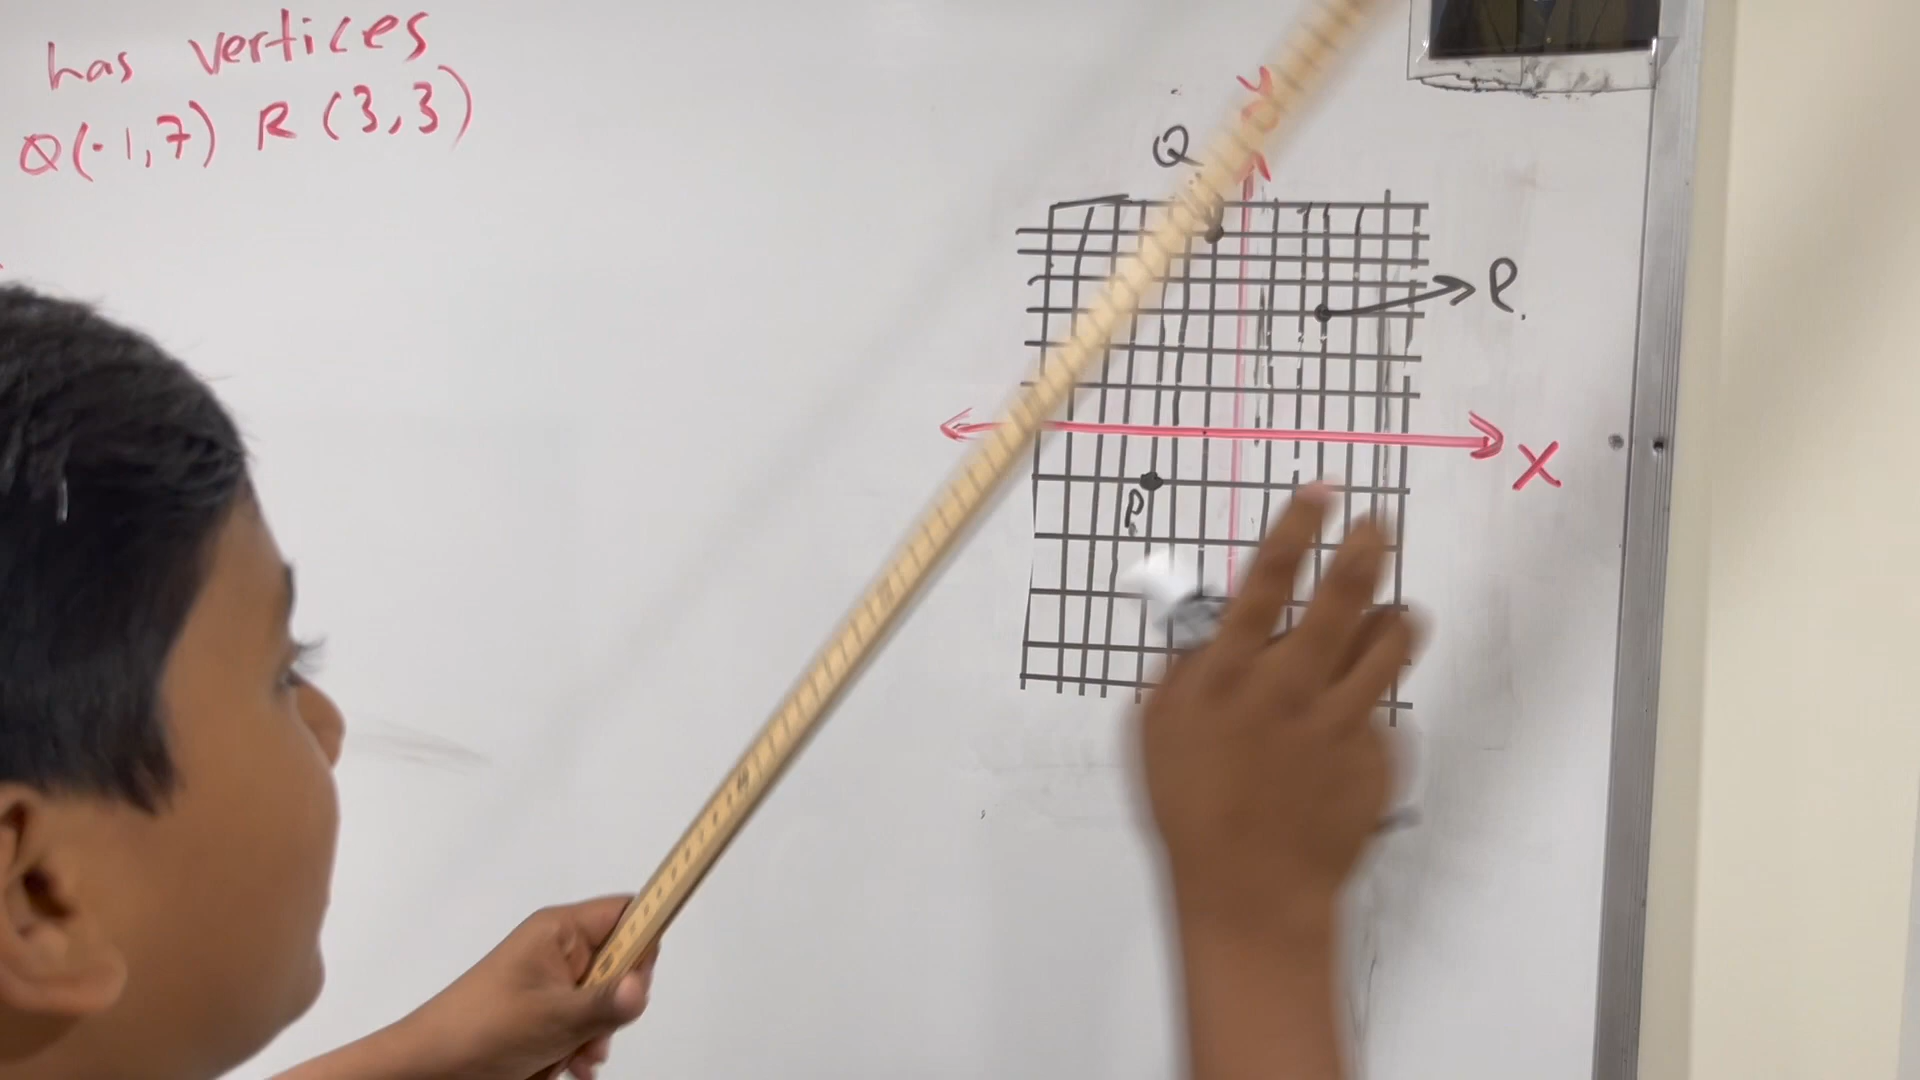 has vertices
Q(-1,7) R(3,3)
y
Q
R
X
P